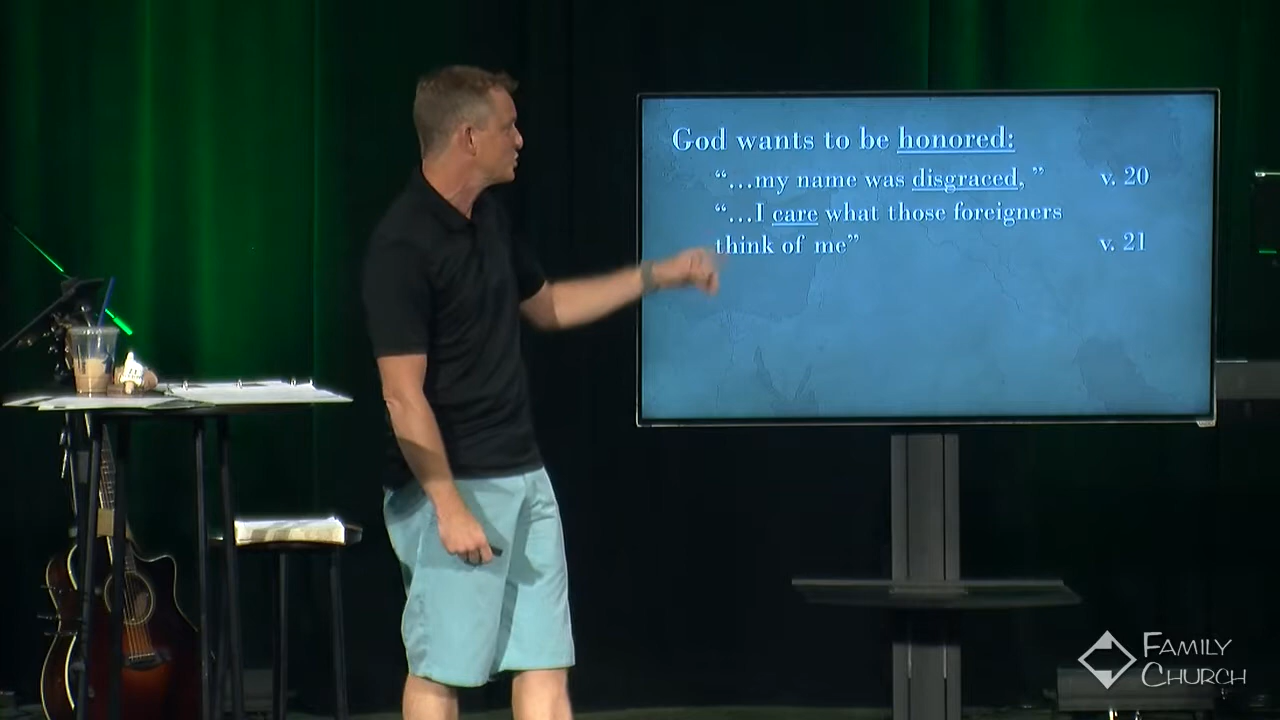 God wants to be honored:
“...my name was disgraced, ” v. 20
“...I care what those foreigners
think of me” v. 21
FAMILY
CHURCH